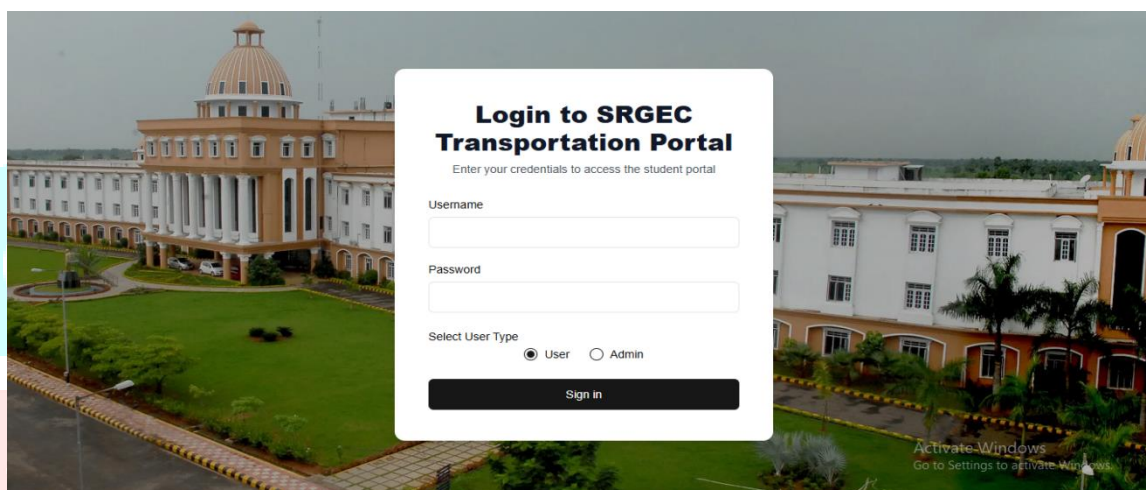 Login to SRGEC
Transportation Portal
Enter your credentials to access the student portal
Username
Password
Select User Type
User Admin
Sign in
Activate Windows
Go to Settings to activate Windows.